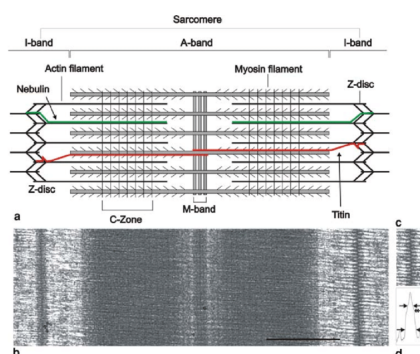 Sarcomere
I-band A-band I-band
Actin filament Myosin filament
Nebulin Z-disc
Z-disc
Titin
M-band
C-Zone
a
c
b
d